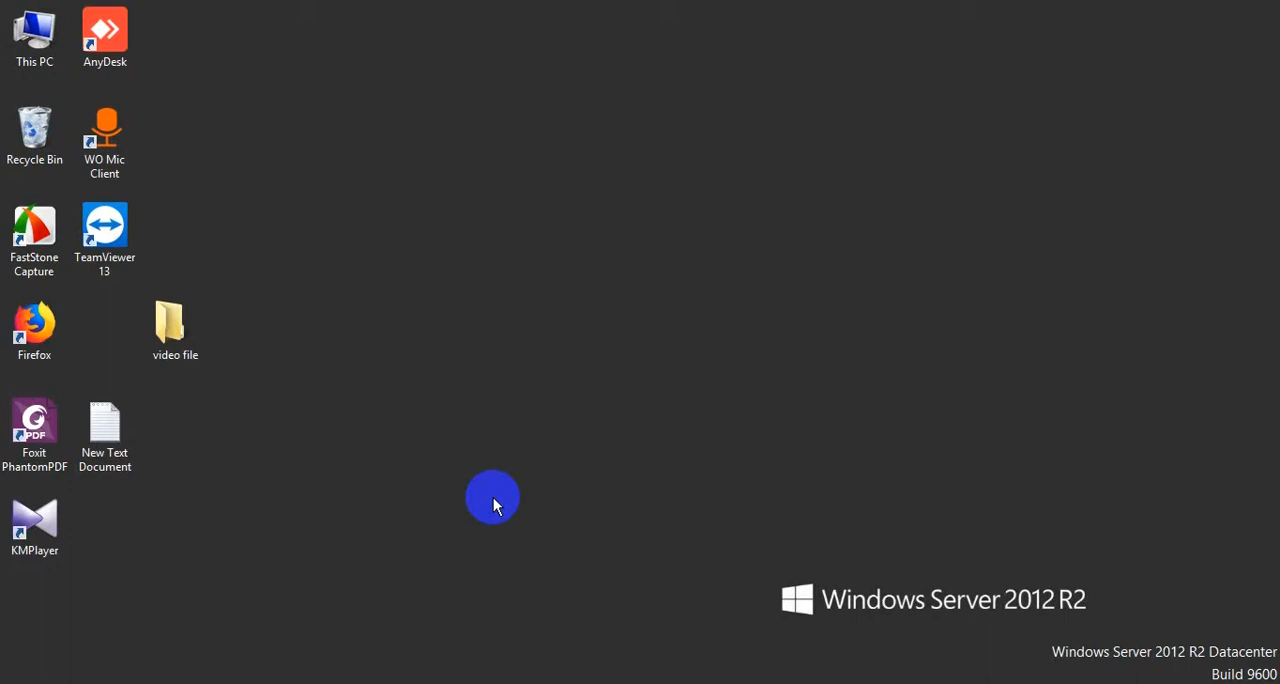 This PC
AnyDesk
Recycle Bin
WO Mic
Client
FastStone
Capture
TeamViewer
13
Firefox
video file
PDF
Foxit
PhantomPDF
New Text
Document
KMPlayer
Windows Server 2012 R2
Windows Server 2012 R2 Datacenter
Build 9600